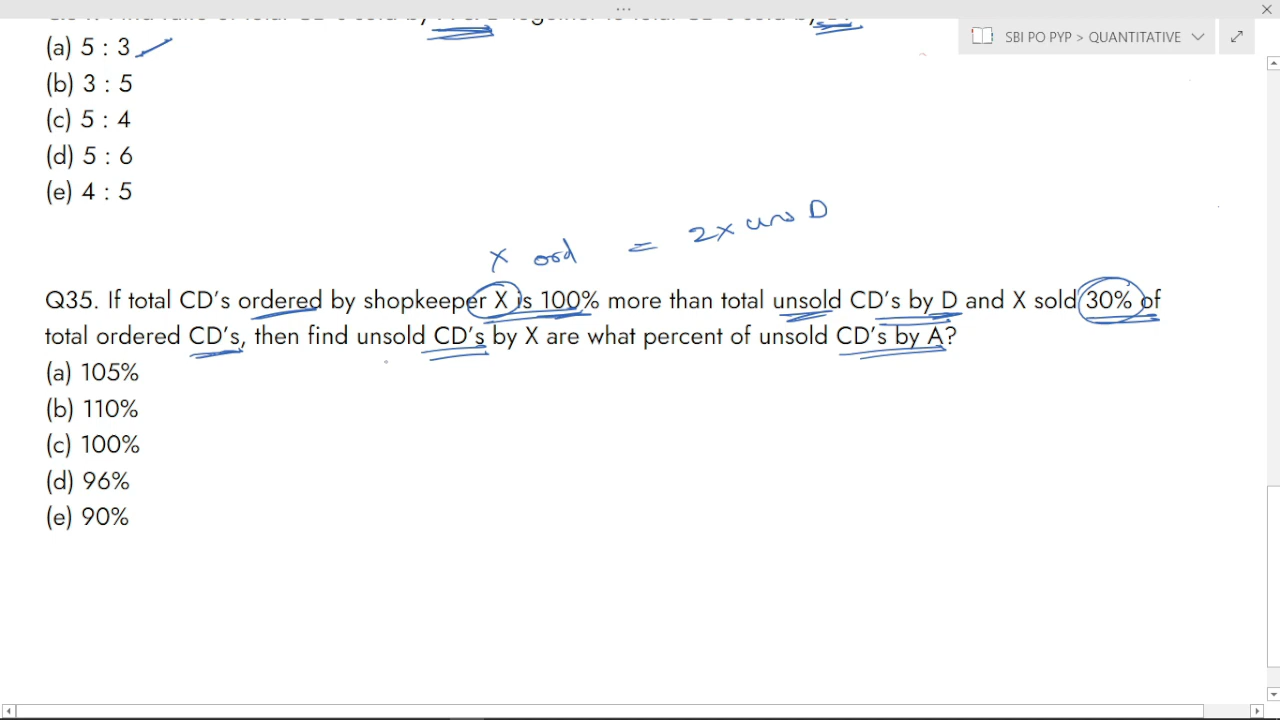 SBI PO PYP > QUANTITATIVE
(a) 5 : 3
(b) 3 : 5
(c) 5 : 4
(d) 5 : 6
(e) 4 : 5
X ord = 2x uns D
Q35. If total CD's ordered by shopkeeper X is 100% more than total unsold CD's by D and X sold 30% of
total ordered CD's, then find unsold CD's by X are what percent of unsold CD's by A?
(a) 105%
(b) 110%
(c) 100%
(d) 96%
(e) 90%